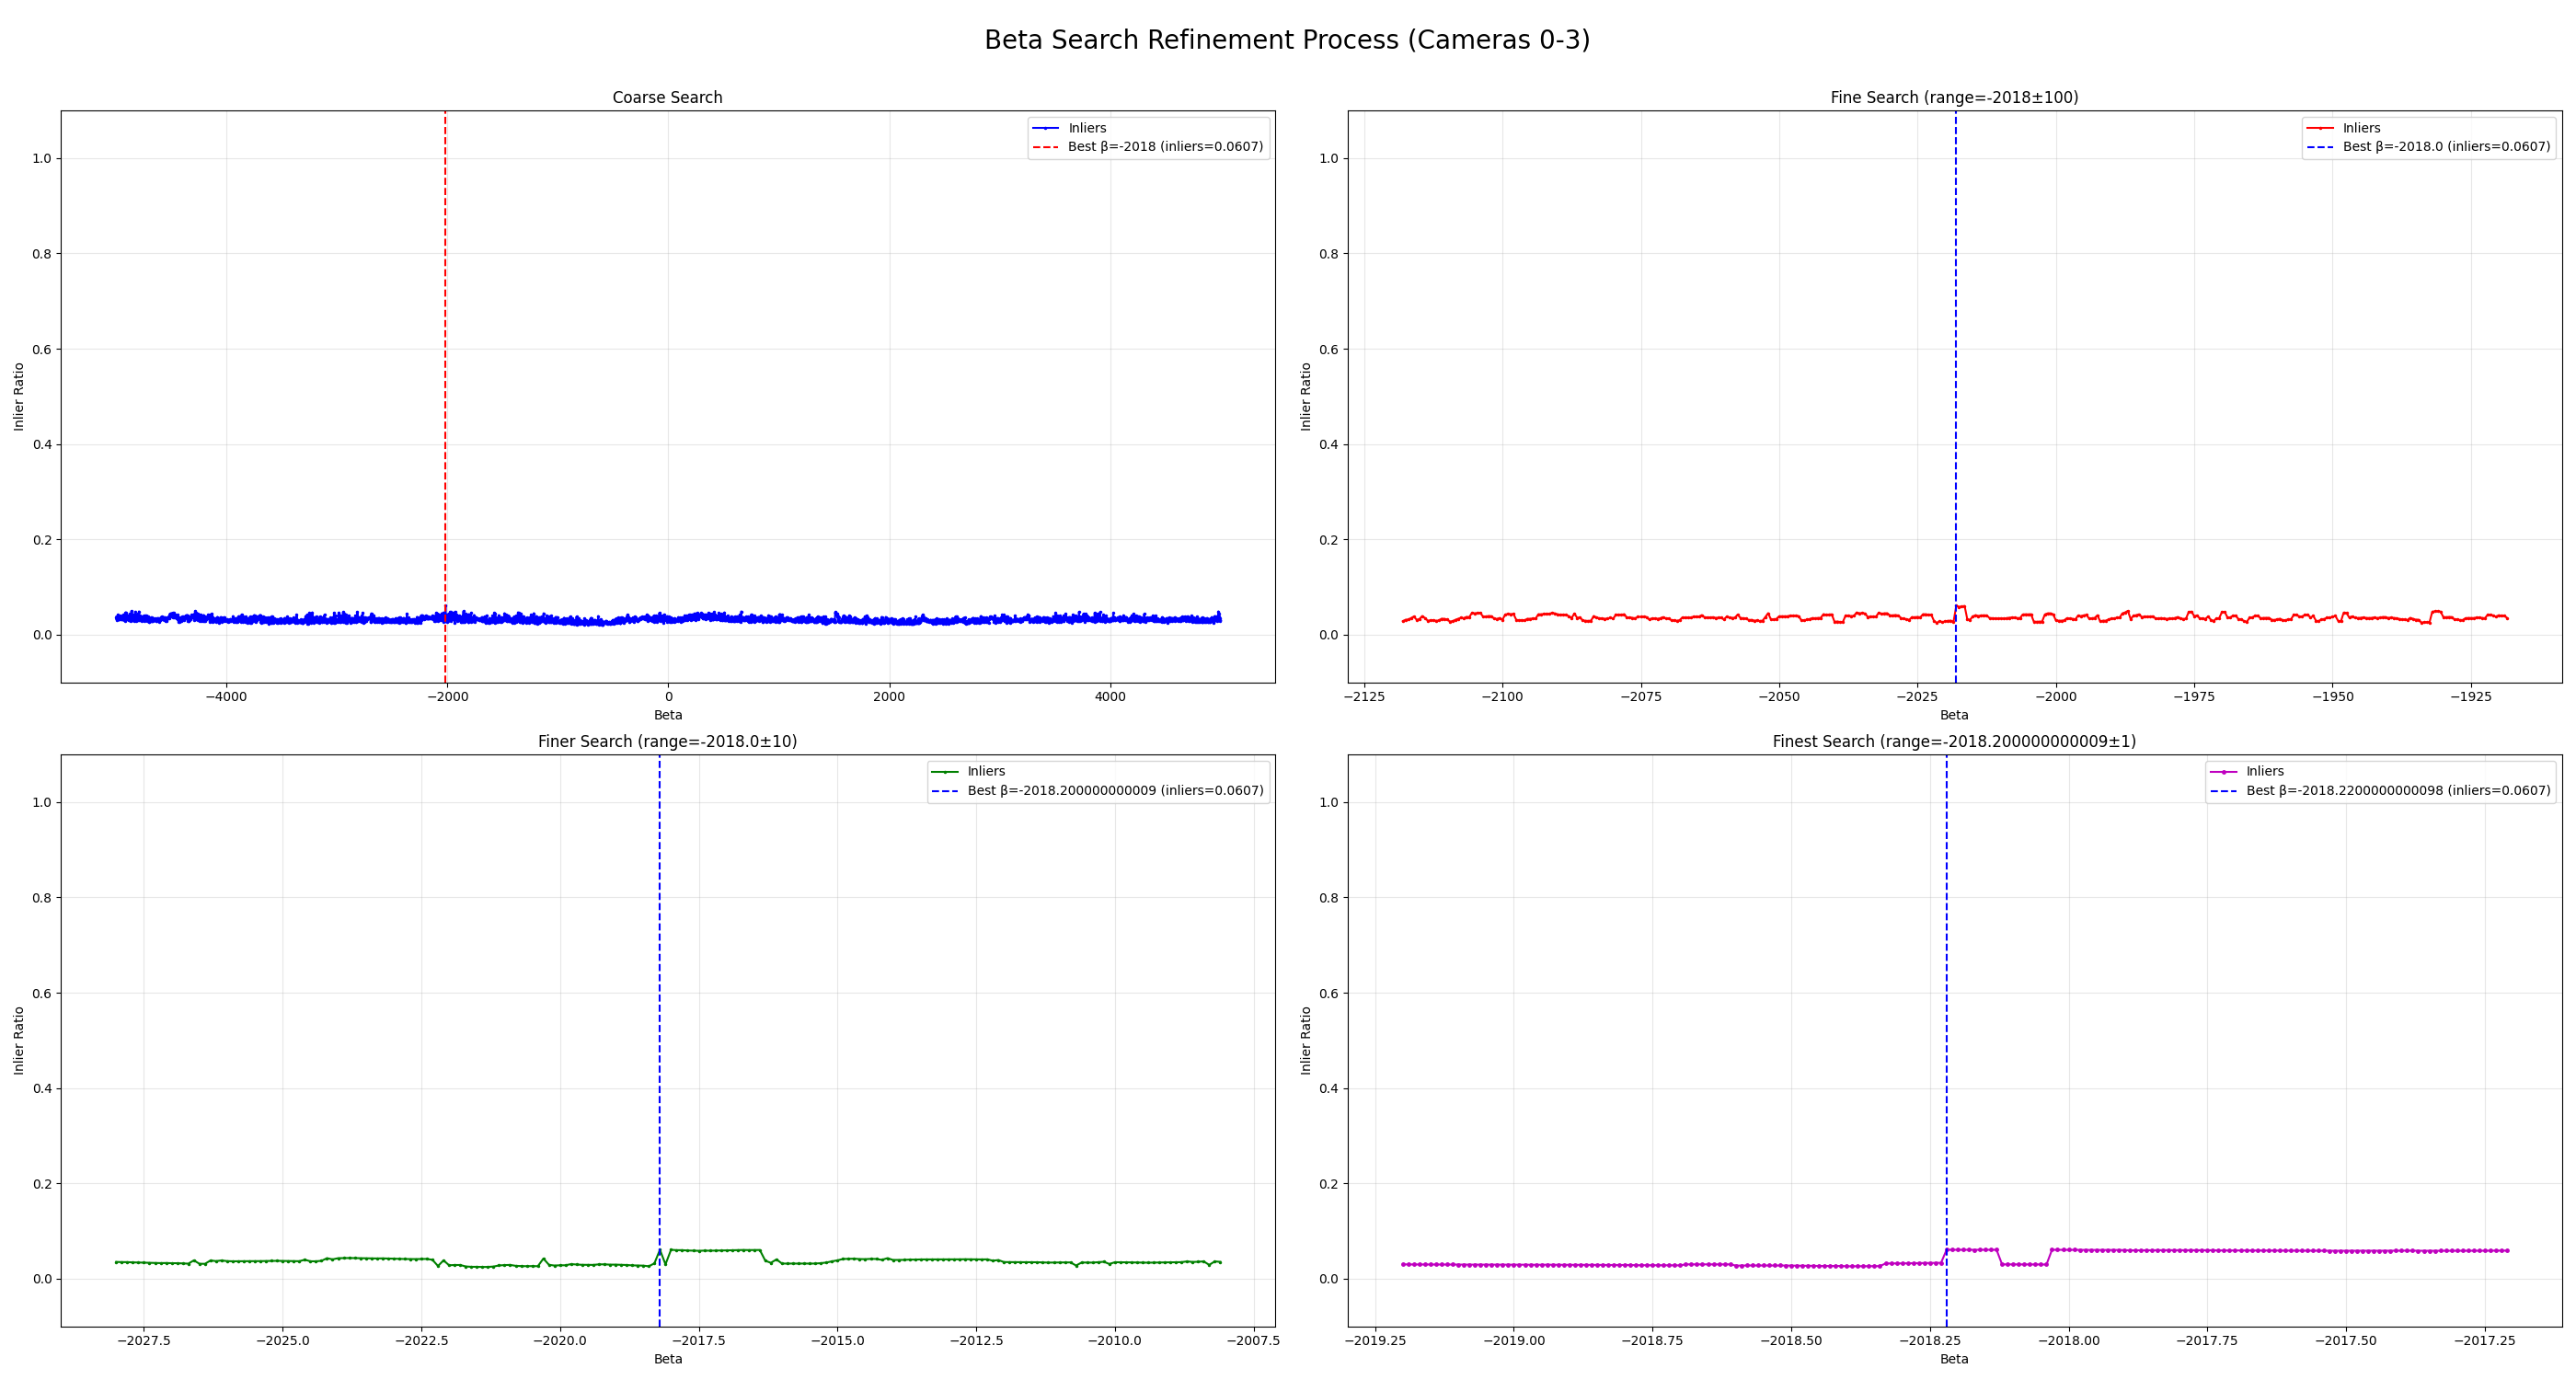 Beta Search Refinement Process (Cameras 0-3)
Coarse Search
Inliers
Best β=-2018 (inliers=0.0607)
1.0
0.8
0.6
0.4
0.2
0.0
Inlier Ratio
−4000 −2000 0 2000 4000
Beta
Fine Search (range=-2018±100)
Inliers
Best β=-2018.0 (inliers=0.0607)
1.0
0.8
0.6
0.4
0.2
0.0
Inlier Ratio
−2125 −2100 −2075 −2050 −2025 −2000 −1975 −1950 −1925
Beta
Finer Search (range=-2018.0±10)
Inliers
Best β=-2018.200000000009 (inliers=0.0607)
1.0
0.8
0.6
0.4
0.2
0.0
Inlier Ratio
−2027.5 −2025.0 −2022.5 −2020.0 −2017.5 −2015.0 −2012.5 −2010.0 −2007.5
Beta
Finest Search (range=-2018.200000000009±1)
Inliers
Best β=-2018.2200000000098 (inliers=0.0607)
1.0
0.8
0.6
0.4
0.2
0.0
Inlier Ratio
−2019.25 −2019.00 −2018.75 −2018.50 −2018.25 −2018.00 −2017.75 −2017.50 −2017.25
Beta